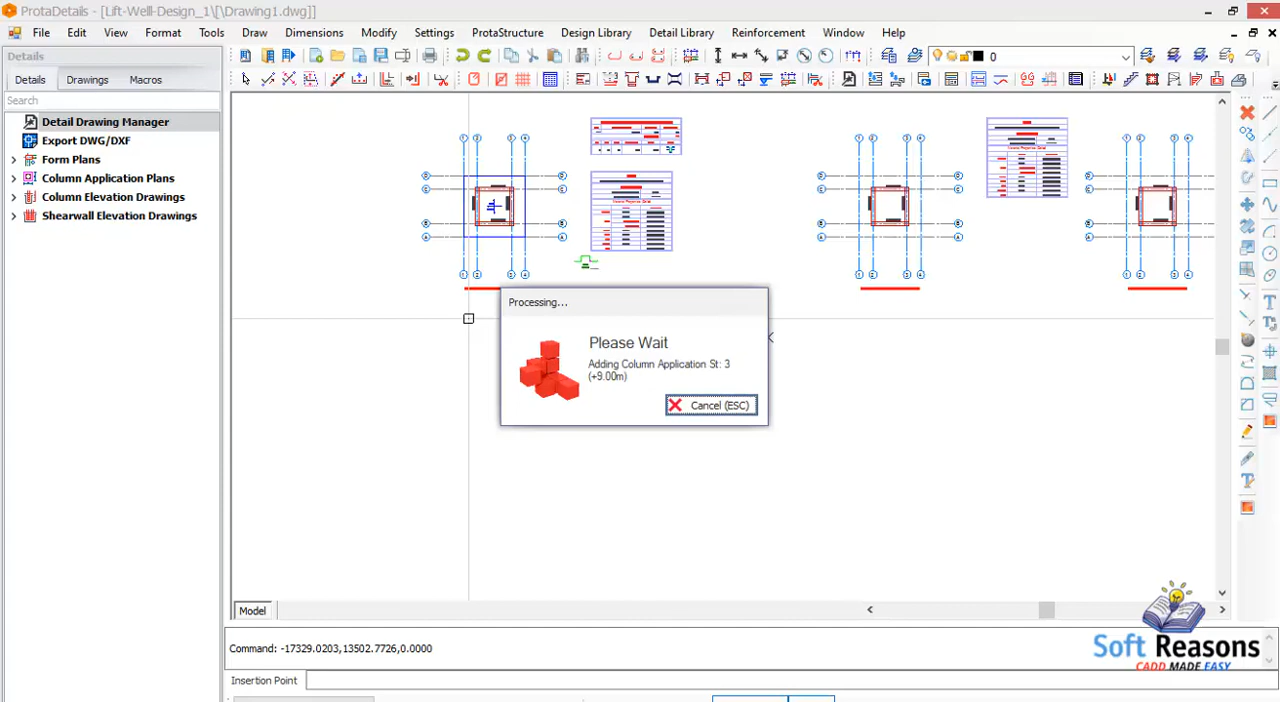 ProtaDetails - [Lift-Well-Design_1\[\Drawing1.dwg]]
File Edit View Format Tools Draw Dimensions Modify Settings ProtaStructure Design Library Detail Library Reinforcement Window Help
Details
0
Details Drawings Macros
Search
Detail Drawing Manager
Export DWG/DXF
Form Plans
Column Application Plans
Column Elevation Drawings
Shearwall Elevation Drawings
Processing...
Please Wait
Adding Column Application St: 3
(+9.00m)
Cancel (ESC)
Model
Command: -17329.0203,13502.7726,0.0000
Insertion Point
Soft Reasons
CADD MADE EASY